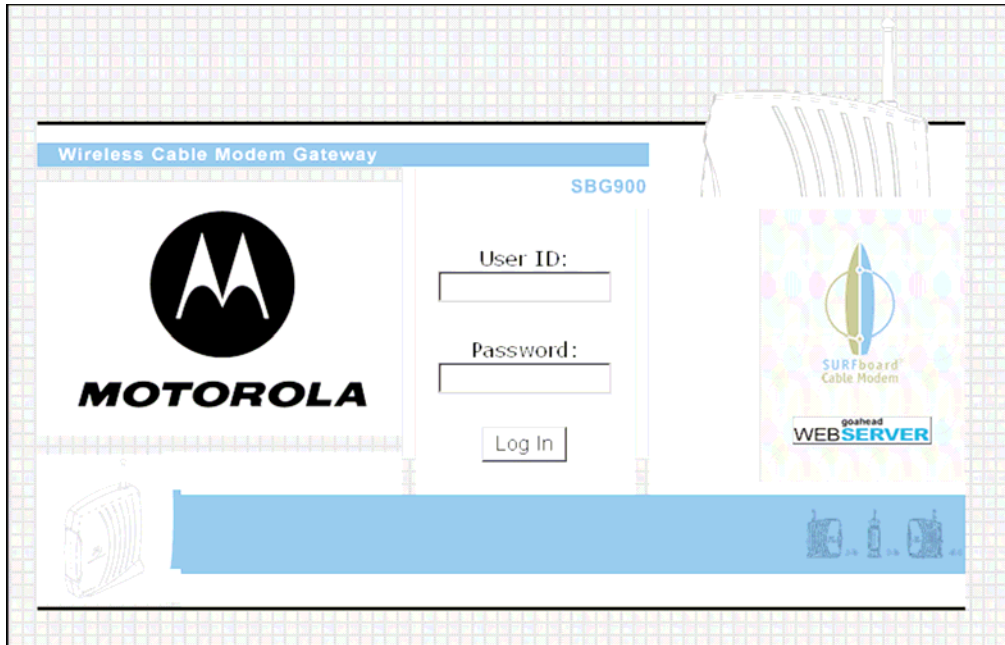 Wireless Cable Modem Gateway
SBG900
User ID:
Password:
Log In
MOTOROLA
SURFboard
Cable Modem
goahead
WEBSERVER